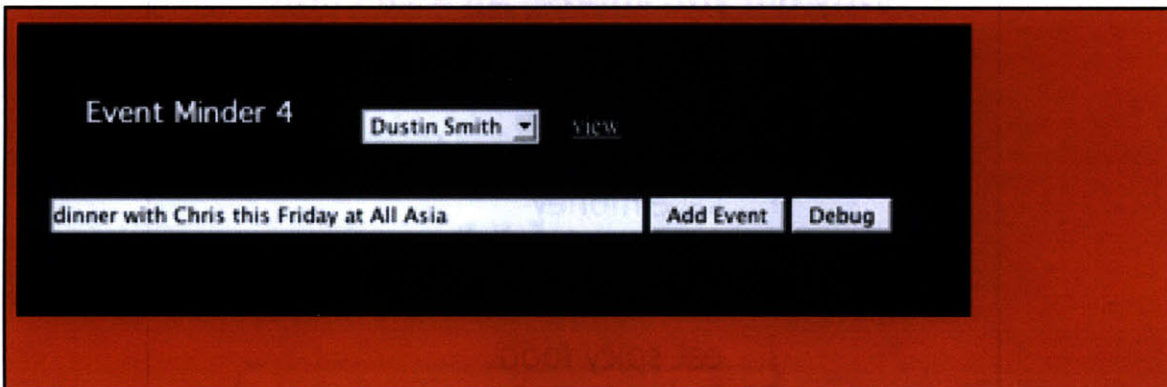 Event Minder 4
Dustin Smith
view
dinner with Chris this Friday at All Asia
Add Event
Debug